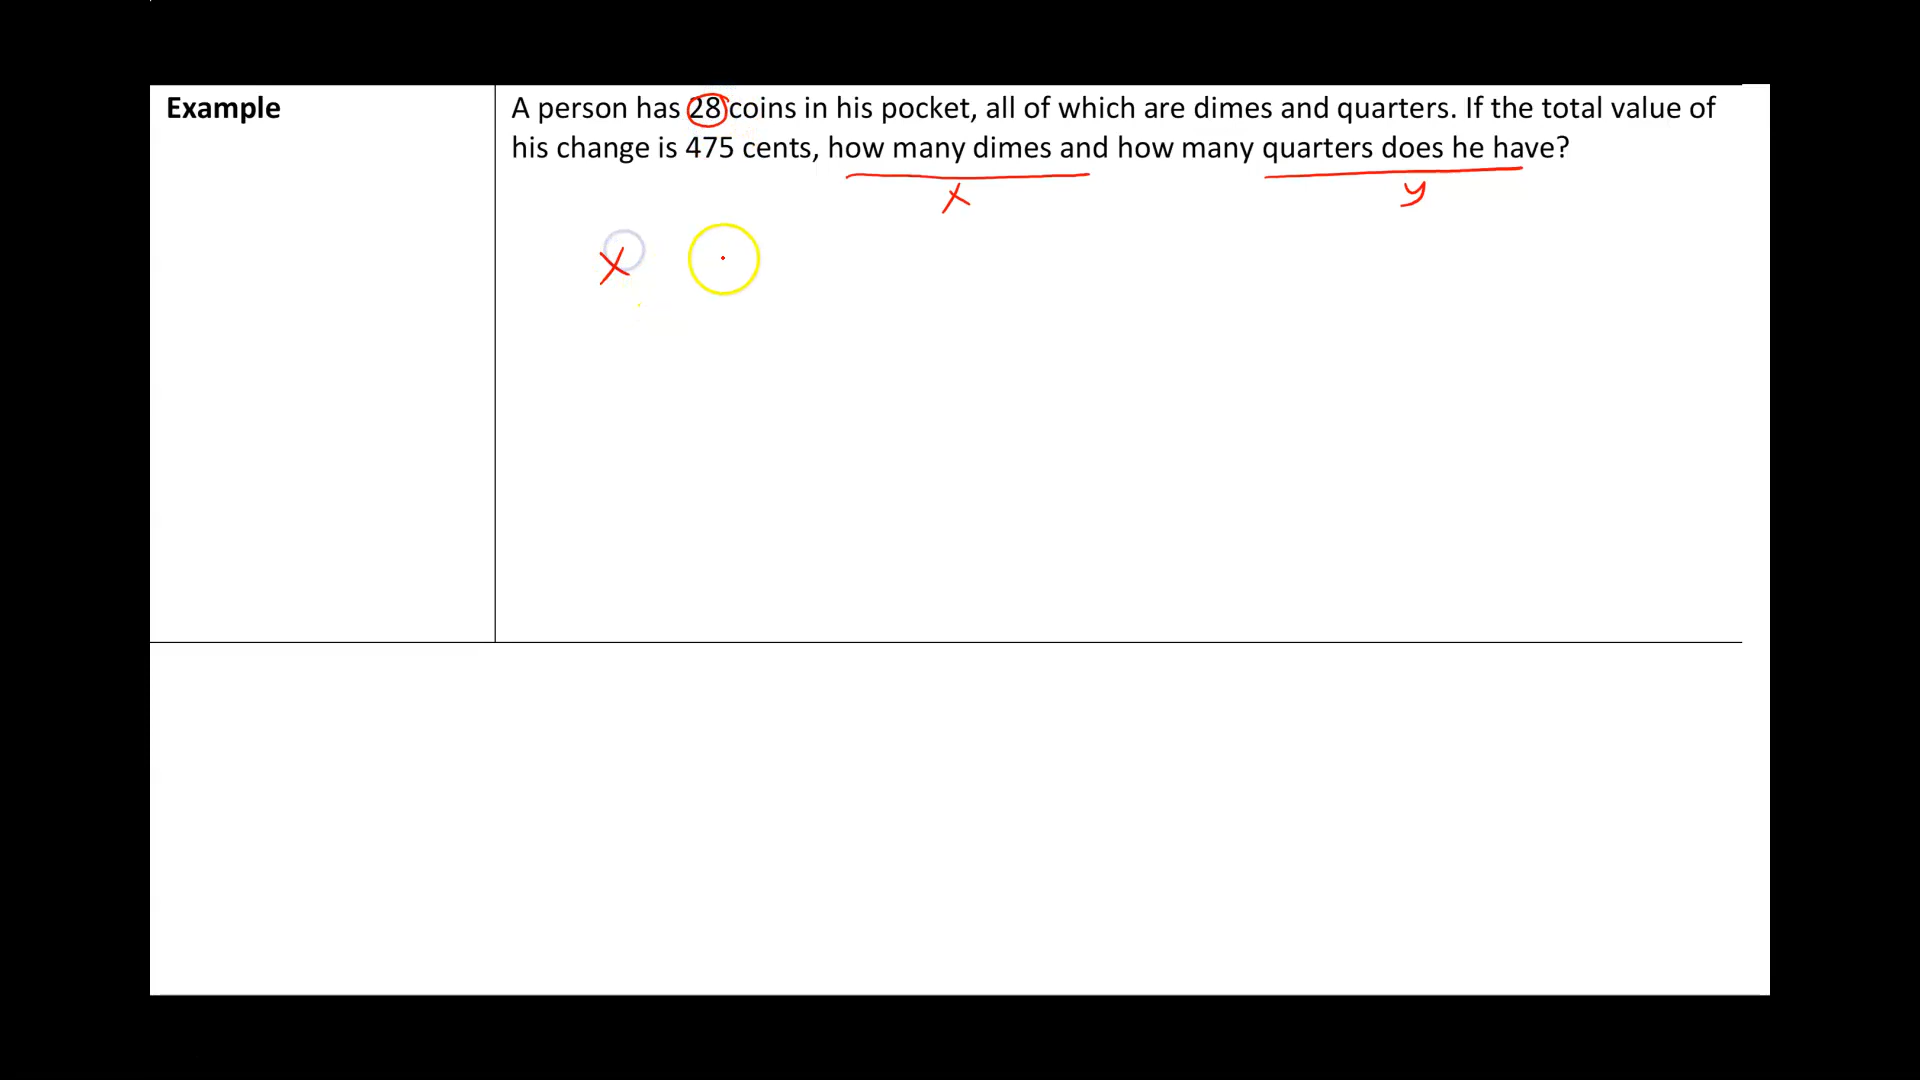 Example
A person has 28 coins in his pocket, all of which are dimes and quarters. If the total value of
his change is 475 cents, how many dimes and how many quarters does he have?
x y
x